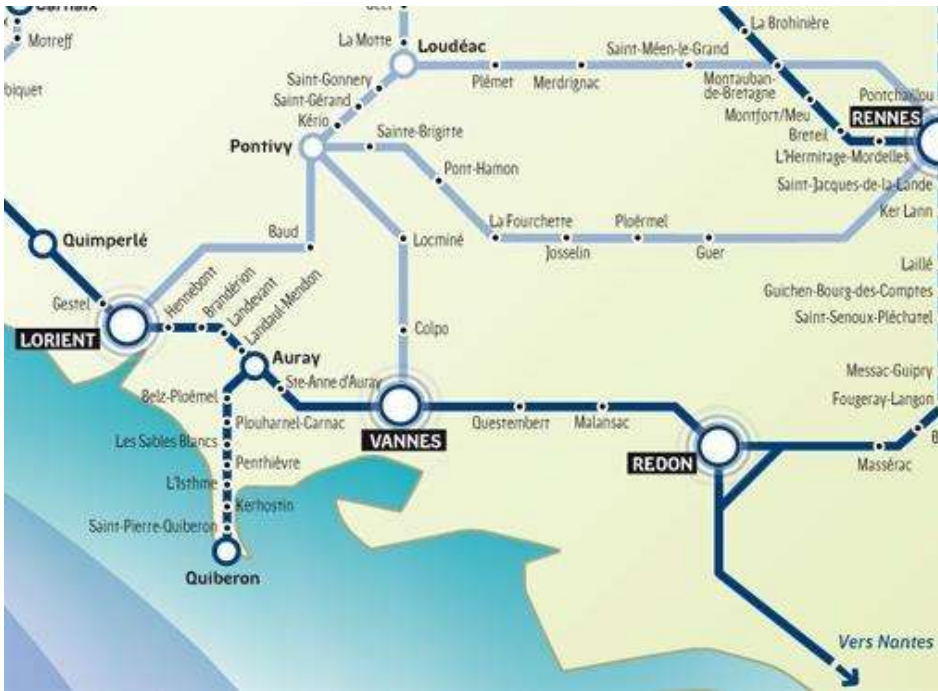 Motreff
La Motte
Loudéac
La Brohinière
Saint-Méen-le-Grand
Plémet
Merdrignac
Montauban-
de-Bretagne
Pontchaillou
RENNES
Montfort/Meu
Breteil
L'Hermitage-Mordelles
Saint-Jacques-de-la-Lande
Ker Lann
Saint-Gonnery
Saint-Gérand
Kério
Pontivy
Sainte-Brigitte
Pont-Hamon
La Fourchette
Josselin
Ploërmel
Guer
Laillé
Guichen-Bourg-des-Comptes
Saint-Senoux-Pléchatel
Messac-Guipry
Fougeray-Langon
Quimperlé
Gestel
LORIENT
Baud
Locminé
Colpo
Hennebont
Brandérion
Landevant
Landaul-Mendon
Auray
Ste-Anne d'Auray
VANNES
Questembert
Malansac
REDON
Massérac
Belz-Ploëmel
Plouharnel-Carnac
Les Sables Blancs
Penthièvre
L'Isthme
Kerhostin
Saint-Pierre-Quiberon
Quiberon
Vers Nantes